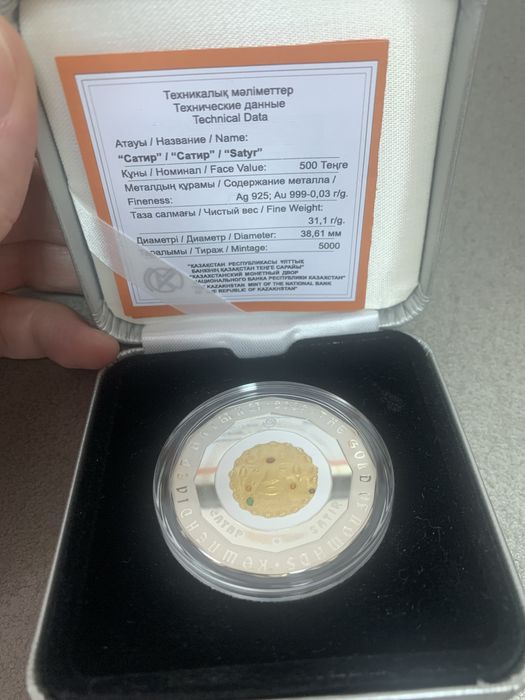 Техникалық мәліметтер
Технические данные
Technical Data
Атауы / Название / Name:
"Сатир" / "Сатир" / "Satyr"
Құны / Номинал / Face Value: 500 Теңге
Металдың құрамы / Содержание металла /
Fineness: Ag 925; Au 999-0,03 г/g.
Таза салмағы / Чистый вес / Fine Weight:
31,1 г/g.
Диаметрі / Диаметр / Diameter: 38,61 мм
Тираж / Mintage: 5000
"ҚАЗАҚСТАН РЕСПУБЛИКАСЫ ҰЛТТЫҚ
БАНКІНІҢ ҚАЗАҚСТАН ТЕҢГЕ САРАЙЫ"
"КАЗАХСТАНСКИЙ МОНЕТНЫЙ ДВОР
НАЦИОНАЛЬНОГО БАНКА РЕСПУБЛИКИ КАЗАХСТАН"
KAZAKHSTAN MINT OF THE NATIONAL BANK
REPUBLIC OF KAZAKHSTAN"
THE GOLD OF NOMADS
САТИР SATIR